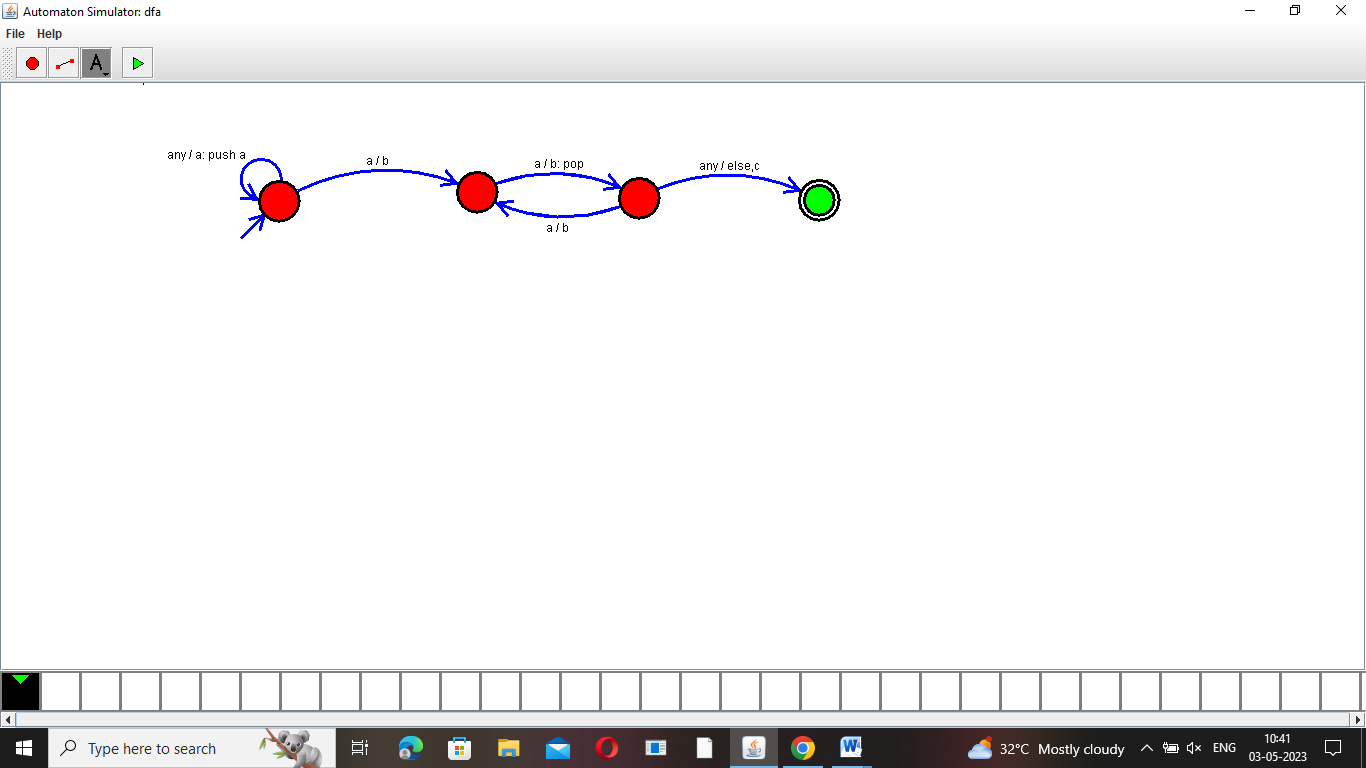 Automaton Simulator: dfa
File Help
A
any / a: push a
a / b
a / b: pop
any / else,c
a / b
Type here to search
32°C Mostly cloudy
ENG
10:41
03-05-2023